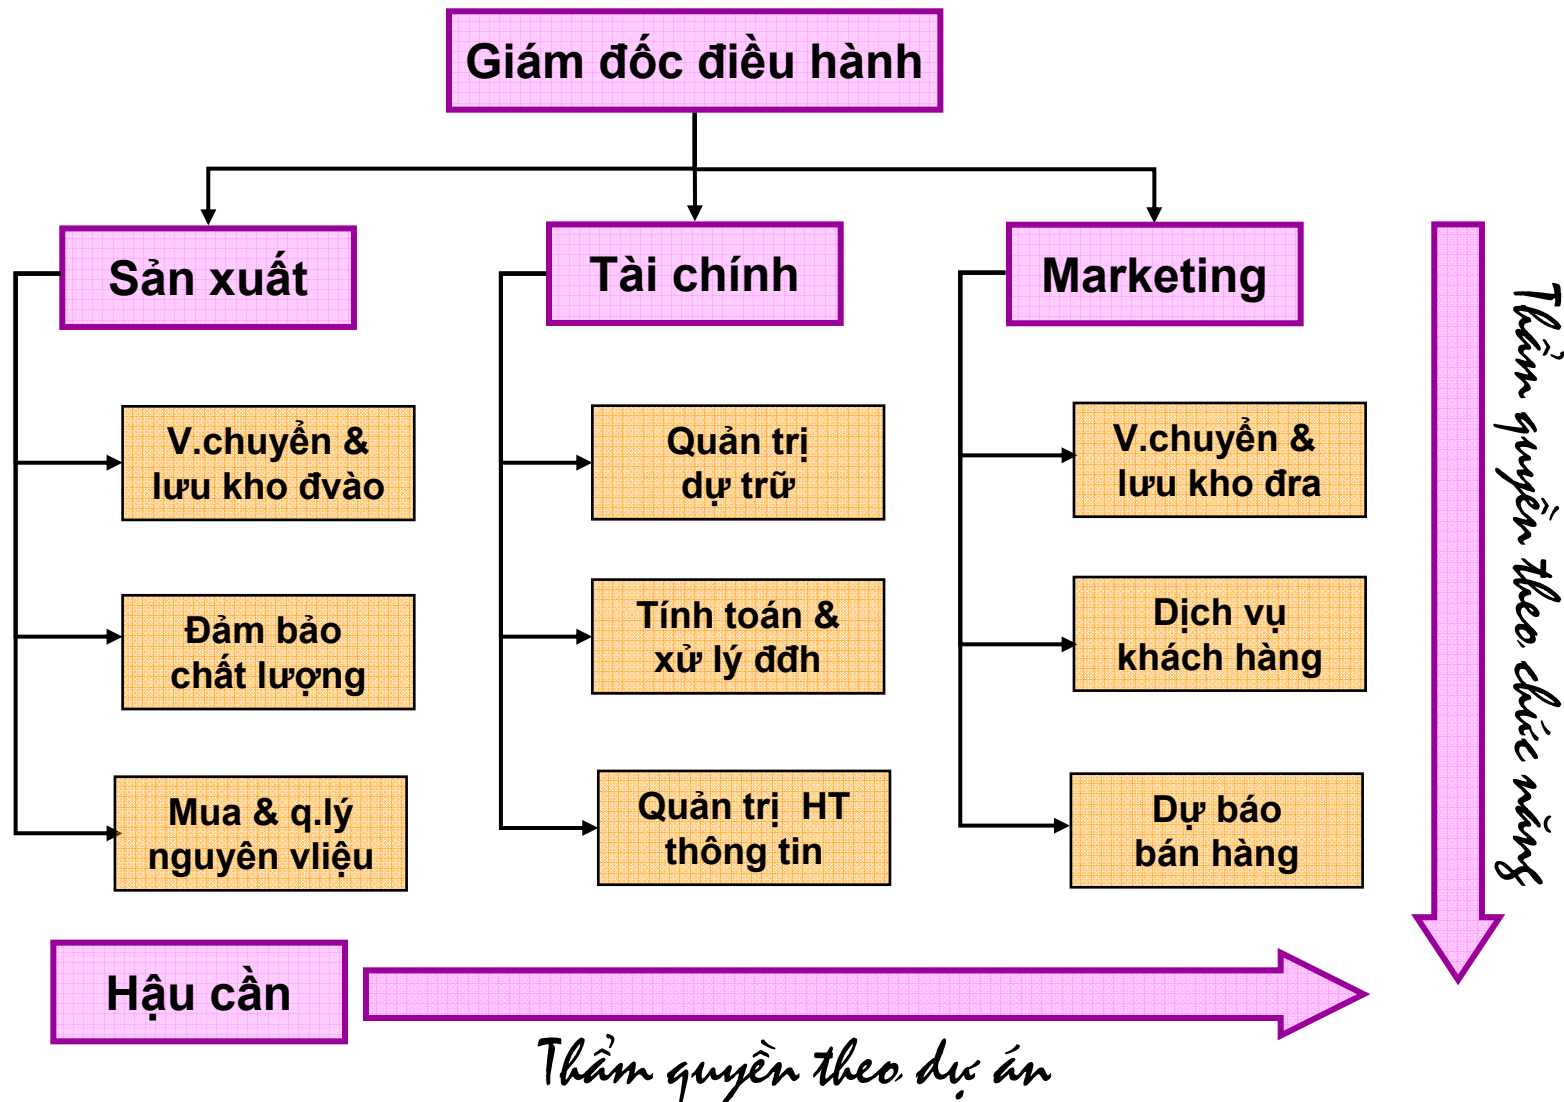 Giám đốc điều hành
Sản xuất
Tài chính
Marketing
V.chuyển &
lưu kho đvào
Quản trị
dự trữ
V.chuyển &
lưu kho đra
Đảm bảo
chất lượng
Tính toán &
xử lý đđh
Dịch vụ
khách hàng
Mua & q.lý
nguyên vliệu
Quản trị HT
thông tin
Dự báo
bán hàng
Thẩm quyền theo chức năng
Hậu cần
Thẩm quyền theo dự án